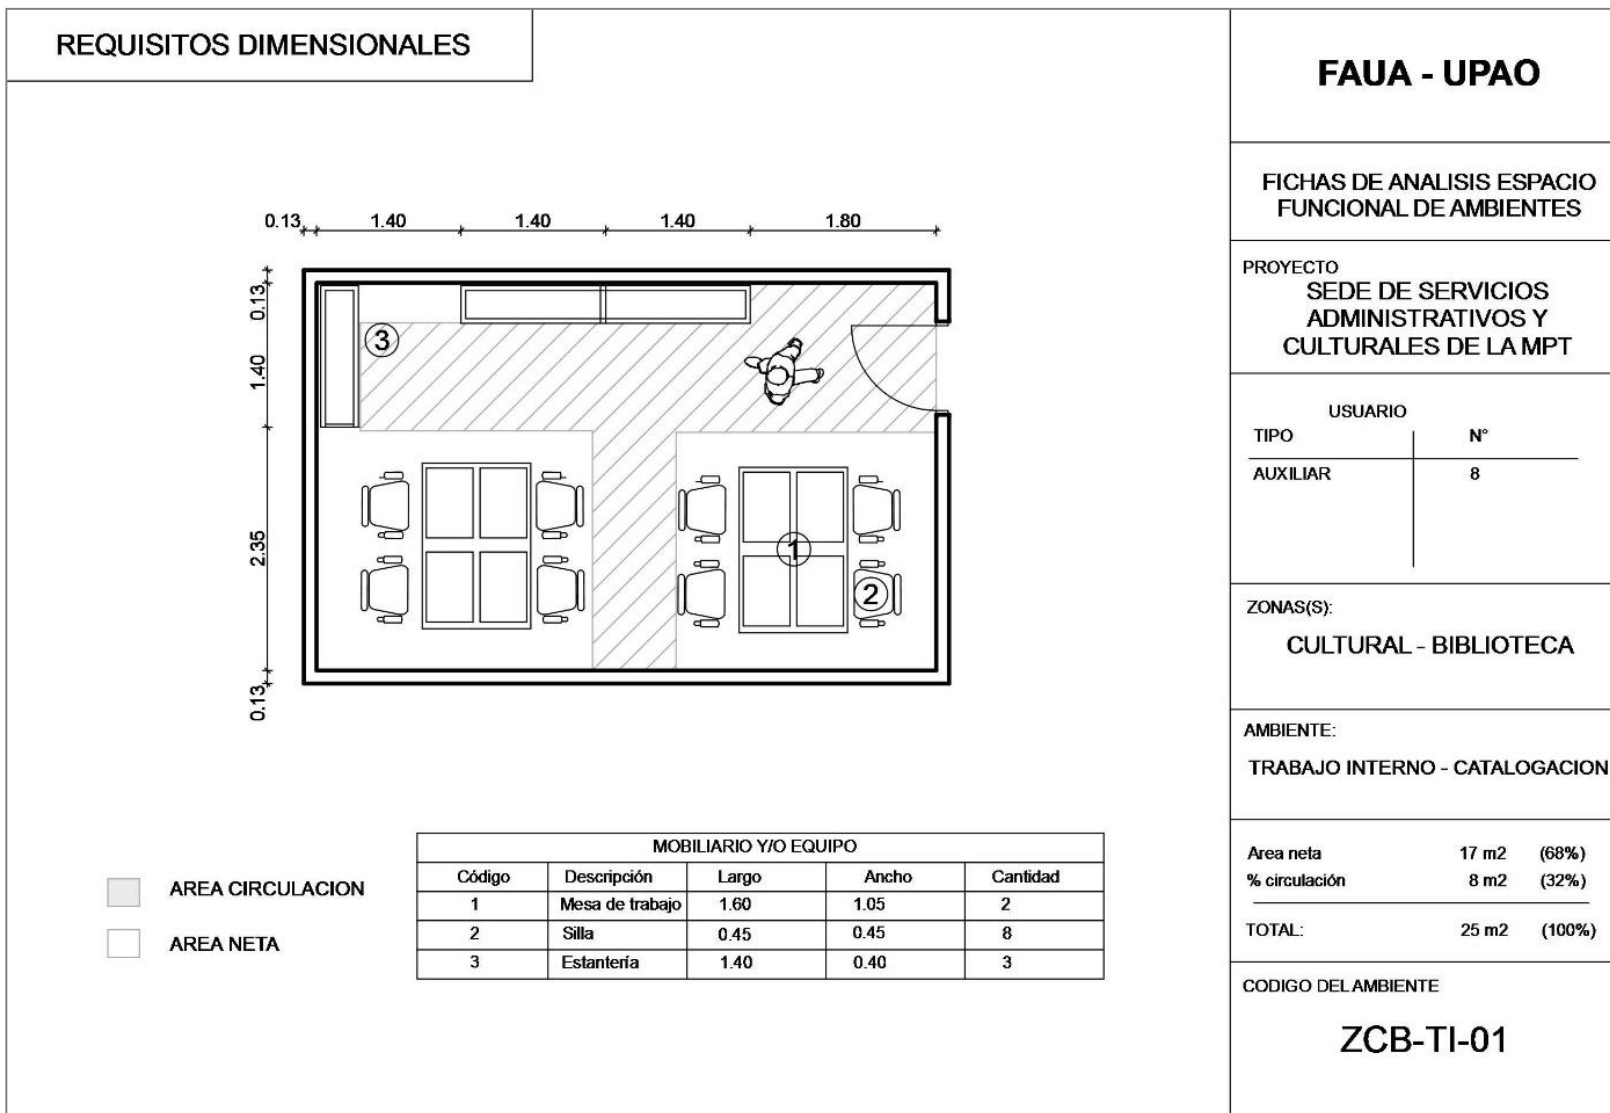 REQUISITOS DIMENSIONALES
0.13 1.40 1.40 1.40 1.80
0.13
1.40
2.35
0.13
3
1
2
AREA CIRCULACION
AREA NETA
MOBILIARIO Y/O EQUIPO
Código Descripción Largo Ancho Cantidad
1 Mesa de trabajo 1.60 1.05 2
2 Silla 0.45 0.45 8
3 Estantería 1.40 0.40 3
FAUA - UPAO
FICHAS DE ANALISIS ESPACIO
FUNCIONAL DE AMBIENTES
PROYECTO
SEDE DE SERVICIOS
ADMINISTRATIVOS Y
CULTURALES DE LA MPT
USUARIO
TIPO N°
AUXILIAR 8
ZONAS(S):
CULTURAL - BIBLIOTECA
AMBIENTE:
TRABAJO INTERNO - CATALOGACION
Area neta 17 m2 (68%)
% circulación 8 m2 (32%)
TOTAL: 25 m2 (100%)
CODIGO DEL AMBIENTE
ZCB-TI-01